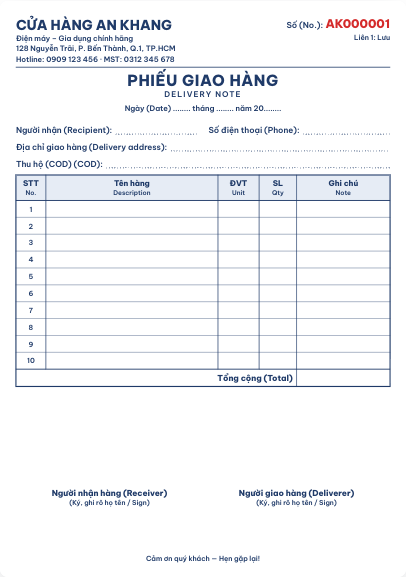 CỬA HÀNG AN KHANG
Điện máy – Gia dụng chính hãng
128 Nguyễn Trãi, P. Bến Thành, Q.1, TP.HCM
Hotline: 0909 123 456 · MST: 0312 345 678
Số (No.): AK000001
Liên 1: Lưu
PHIẾU GIAO HÀNG
DELIVERY NOTE
Ngày (Date) ........ tháng ........ năm 20........
Người nhận (Recipient): ........................ Số điện thoại (Phone): ........................
Địa chỉ giao hàng (Delivery address): ........................................................
Thu hộ (COD) (COD): ........................................................................
STT Tên hàng ĐVT SL Ghi chú
No. Description Unit Qty Note
1
2
3
4
5
6
7
8
9
10
Tổng cộng (Total)
Người nhận hàng (Receiver) Người giao hàng (Deliverer)
(Ký, ghi rõ họ tên / Sign) (Ký, ghi rõ họ tên / Sign)
Cảm ơn quý khách — Hẹn gặp lại!